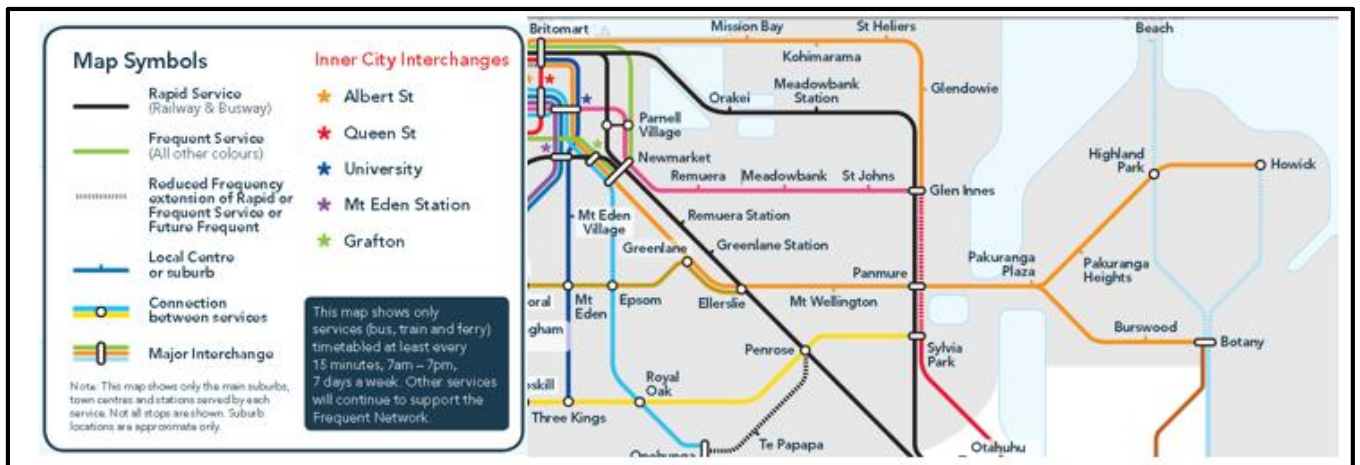 Map Symbols
Rapid Service
(Railway & Busway)
Frequent Service
(All other colours)
Reduced Frequency
extension of Rapid or
Frequent Service or
Future Frequent
Local Centre
or suburb
Connection
between services
Major Interchange
Note: This map shows only the main suburbs,
town centres and stations served by each
service. Not all stops are shown. Suburb
locations are approximate only.
Inner City Interchanges
Albert St
Queen St
University
Mt Eden Station
Grafton
This map shows only
services (bus, train and ferry)
timetabled at least every
15 minutes, 7am – 7pm,
7 days a week. Other services
will continue to support the
Frequent Network.
Britomart
Mission Bay
St Heliers
Beach
Kohimarama
Glendowie
Orakei
Meadowbank
Station
Parnell
Village
Newmarket
Highland
Park
Howick
Remuera
Meadowbank
St Johns
Glen Innes
Mt Eden
Village
Remuera Station
Greenlane
Greenlane Station
Panmure
Pakuranga
Plaza
Pakuranga
Heights
oral
Mt
Eden
Epsom
Ellerslie
Mt Wellington
gham
Burswood
Botany
Penrose
Sylvia
Park
skill
Royal
Oak
Three Kings
Te Papapa
Onehunga
Otahuhu